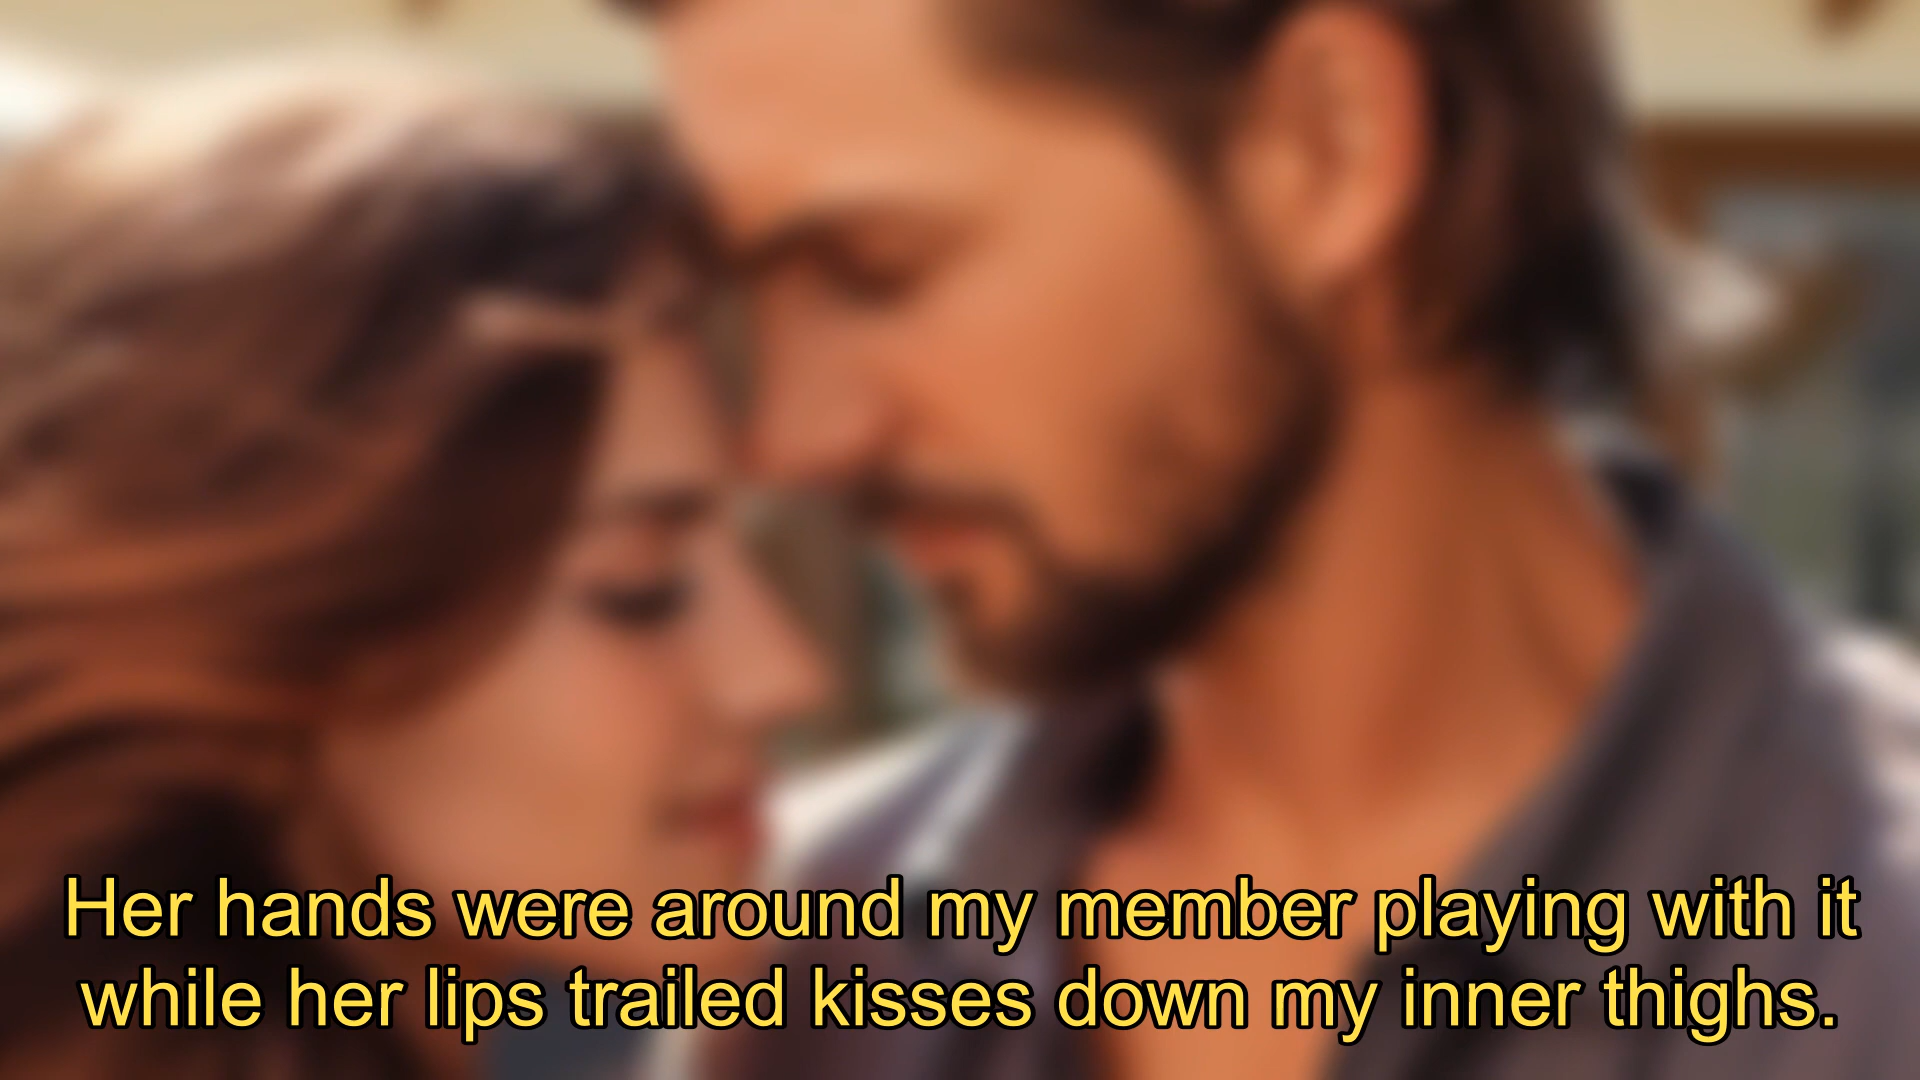 Her hands were around my member playing with it
while her lips trailed kisses down my inner thighs.